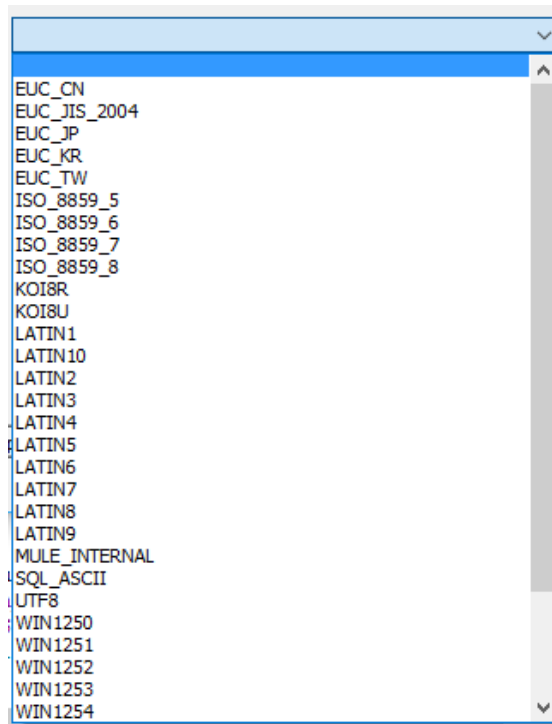 EUC_CN
EUC_JIS_2004
EUC_JP
EUC_KR
EUC_TW
ISO_8859_5
ISO_8859_6
ISO_8859_7
ISO_8859_8
KOI8R
KOI8U
LATIN1
LATIN10
LATIN2
LATIN3
LATIN4
LATIN5
LATIN6
LATIN7
LATIN8
LATIN9
MULE_INTERNAL
SQL_ASCII
UTF8
WIN1250
WIN1251
WIN1252
WIN1253
WIN1254